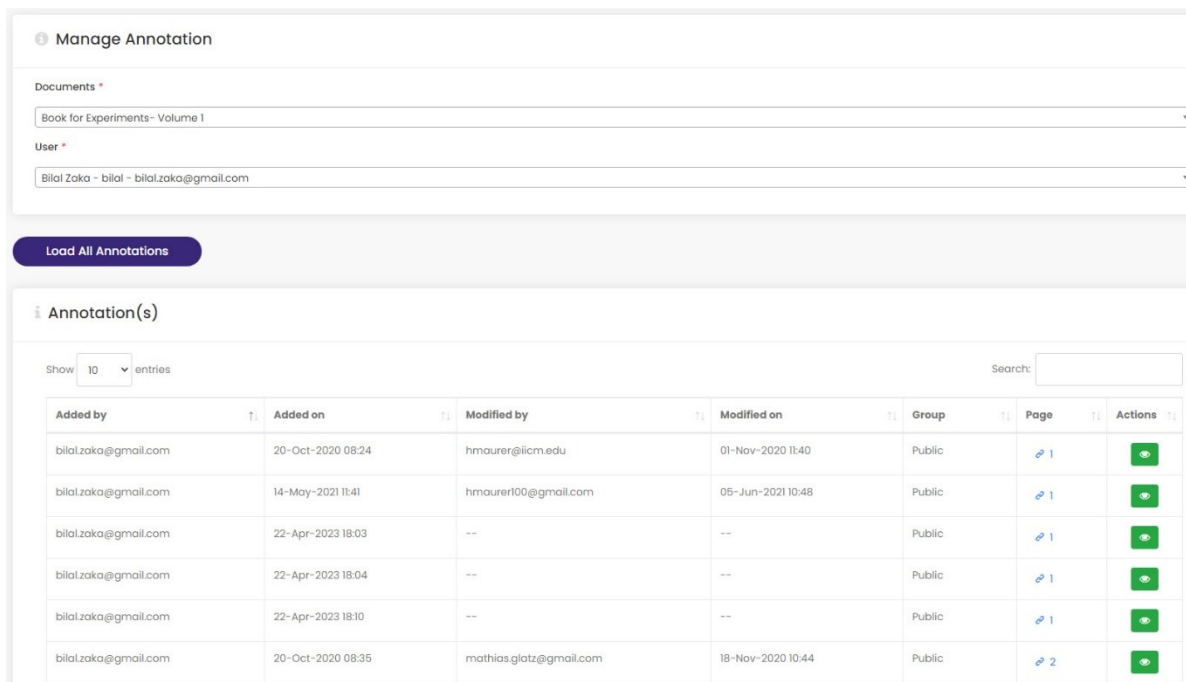 Manage Annotation
Documents *
Book for Experiments- Volume 1
User *
Bilal Zaka - bilal - bilal.zaka@gmail.com
Load All Annotations
Annotation(s)
Show 10 entries Search:
Added by Added on Modified by Modified on Group Page Actions
bilal.zaka@gmail.com 20-Oct-2020 08:24 hmaurer@iicm.edu 01-Nov-2020 11:40 Public 1
bilal.zaka@gmail.com 14-May-2021 11:41 hmaurer100@gmail.com 05-Jun-2021 10:48 Public 1
bilal.zaka@gmail.com 22-Apr-2023 18:03 -- -- Public 1
bilal.zaka@gmail.com 22-Apr-2023 18:04 -- -- Public 1
bilal.zaka@gmail.com 22-Apr-2023 18:10 -- -- Public 1
bilal.zaka@gmail.com 20-Oct-2020 08:35 mathias.glatz@gmail.com 18-Nov-2020 10:44 Public 2